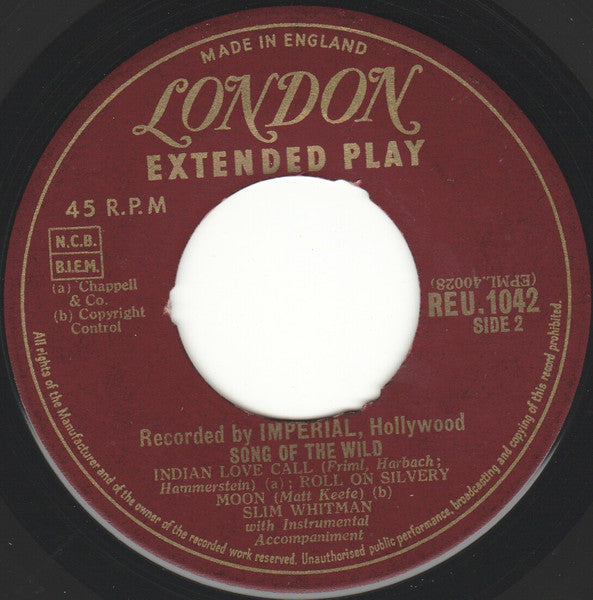 MADE IN ENGLAND
LONDON
EXTENDED PLAY
45 R.P.M
N.C.B.
B.I.E.M.
(a) Chappell
& Co.
(b) Copyright
Control
(EPML.40028)
REU.1042
SIDE 2
Recorded by IMPERIAL, Hollywood
SONG OF THE WILD
INDIAN LOVE CALL (Friml, Harbach;
Hammerstein) (a); ROLL ON SILVERY
MOON (Matt Keefe) (b)
SLIM WHITMAN
with Instrumental
Accompaniment
All rights of the Manufacturer and of the owner of the recorded work reserved. Unauthorised public performance, broadcasting and copying of this record prohibited.